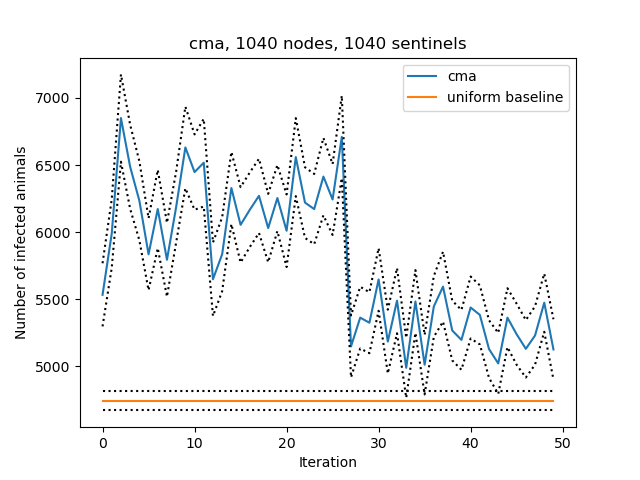 cma, 1040 nodes, 1040 sentinels
cma
uniform baseline
Number of infected animals
7000
6500
6000
5500
5000
0 10 20 30 40 50
Iteration